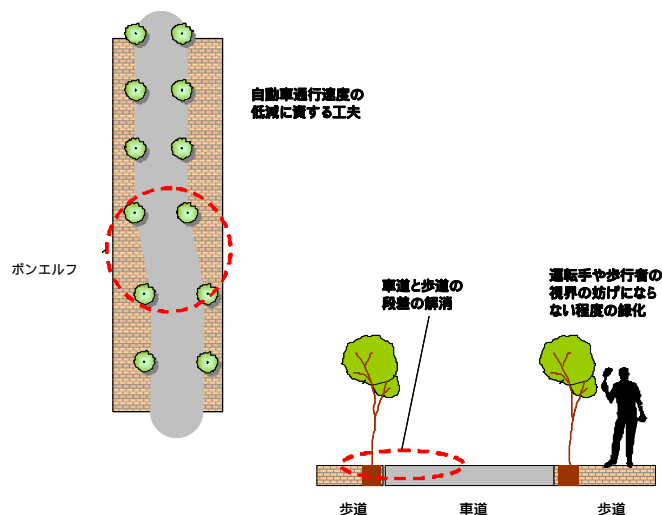 自動車通行速度の
低減に資する工夫
ボンエルフ
車道と歩道の
段差の解消
運転手や歩行者の
視界の妨げになら
ない程度の緑化
歩道
車道
歩道